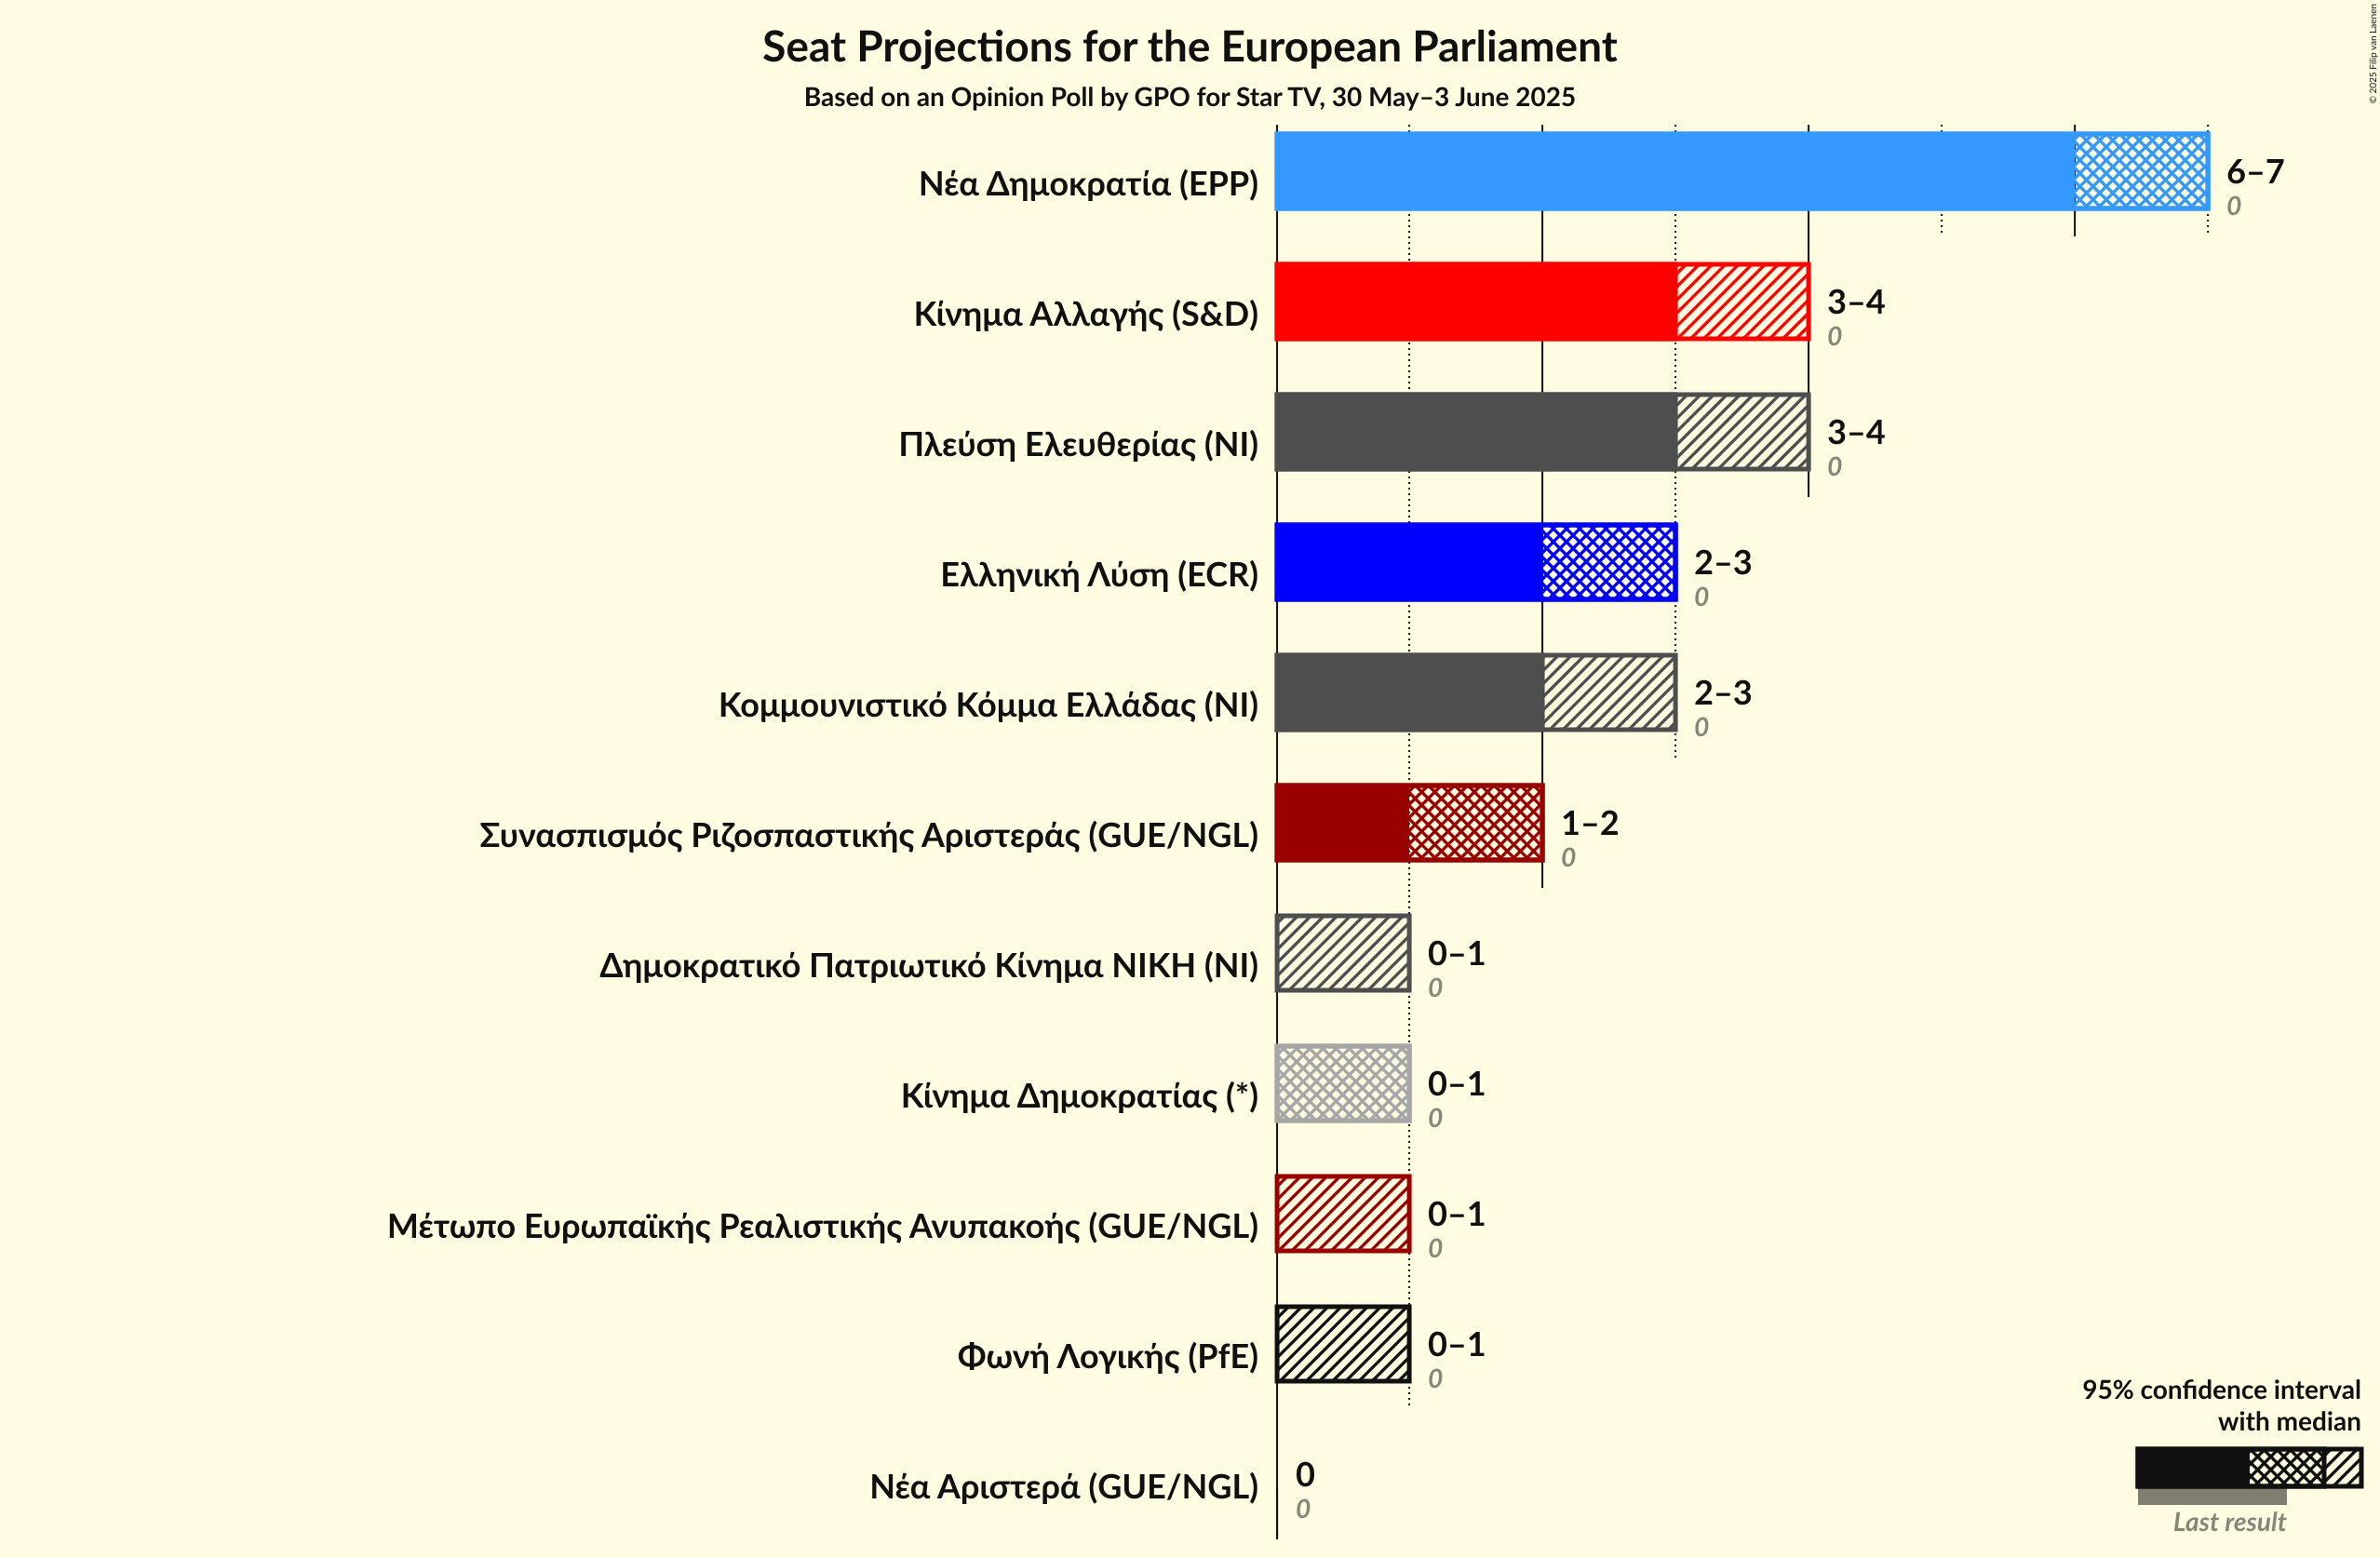 Seat Projections for the European Parliament
Based on an Opinion Poll by GPO for Star TV, 30 May–3 June 2025
© 2025 Filip van Laenen
Νέα Δημοκρατία (EPP)
6–7
0
Κίνημα Αλλαγής (S&D)
3–4
0
Πλεύση Ελευθερίας (NI)
3–4
0
Ελληνική Λύση (ECR)
2–3
0
Κομμουνιστικό Κόμμα Ελλάδας (NI)
2–3
0
Συνασπισμός Ριζοσπαστικής Αριστεράς (GUE/NGL)
1–2
0
Δημοκρατικό Πατριωτικό Κίνημα ΝΙΚΗ (NI)
0–1
0
Κίνημα Δημοκρατίας (*)
0–1
0
Μέτωπο Ευρωπαϊκής Ρεαλιστικής Ανυπακοής (GUE/NGL)
0–1
0
Φωνή Λογικής (PfE)
0–1
0
Νέα Αριστερά (GUE/NGL)
0
0
95% confidence interval
with median
Last result